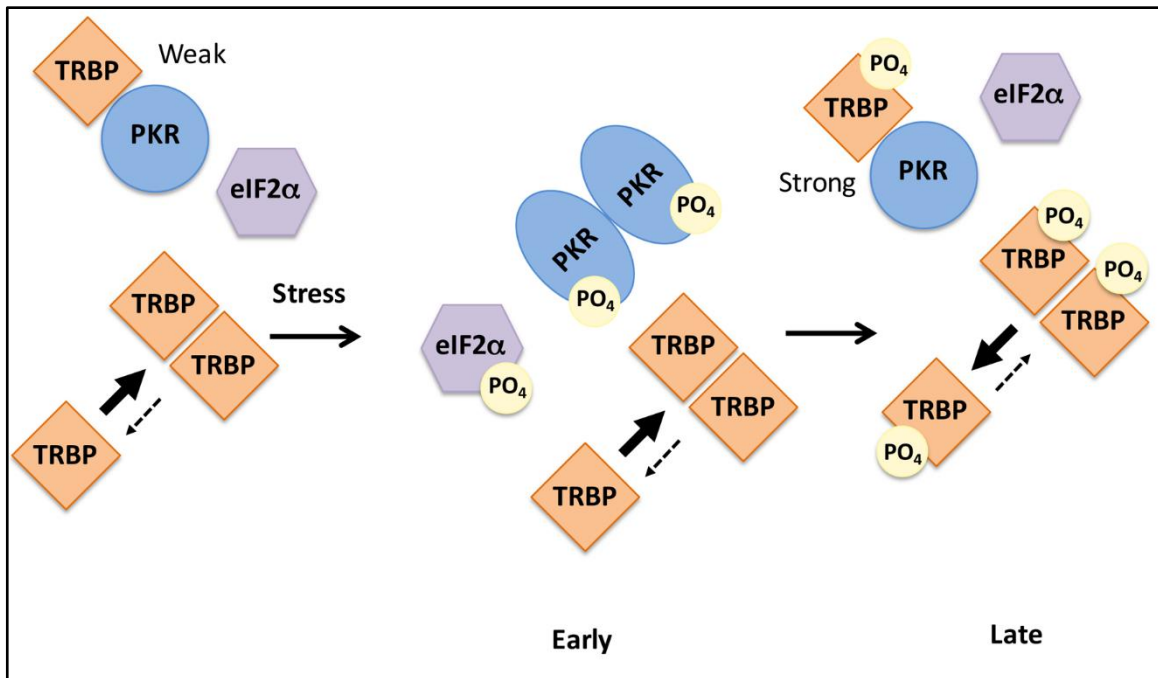 TRBP
Weak
PKR
eIF2α
TRBP
TRBP
TRBP
Stress
PKR
PO4
PKR
PO4
eIF2α
PO4
TRBP
TRBP
TRBP
Early
PO4
TRBP
eIF2α
Strong
PKR
PO4
TRBP
PO4
TRBP
TRBP
PO4
Late